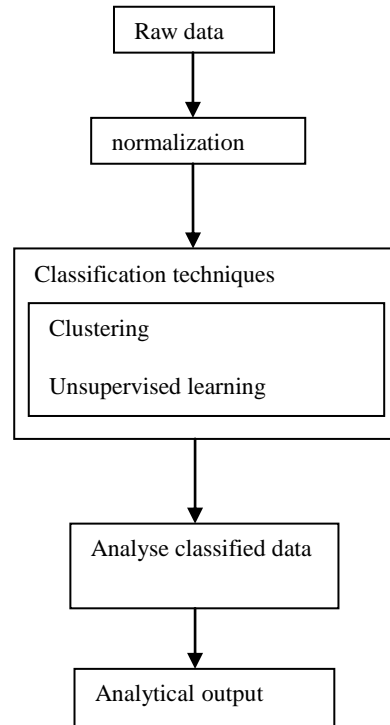 Raw data
normalization
Classification techniques
Clustering
Unsupervised learning
Analyse classified data
Analytical output